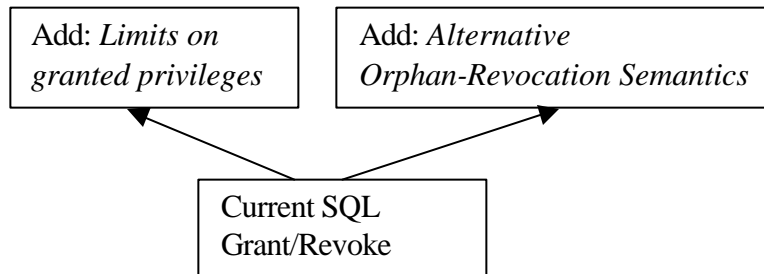 Add: Limits on
granted privileges
Add: Alternative
Orphan-Revocation Semantics
Current SQL
Grant/Revoke